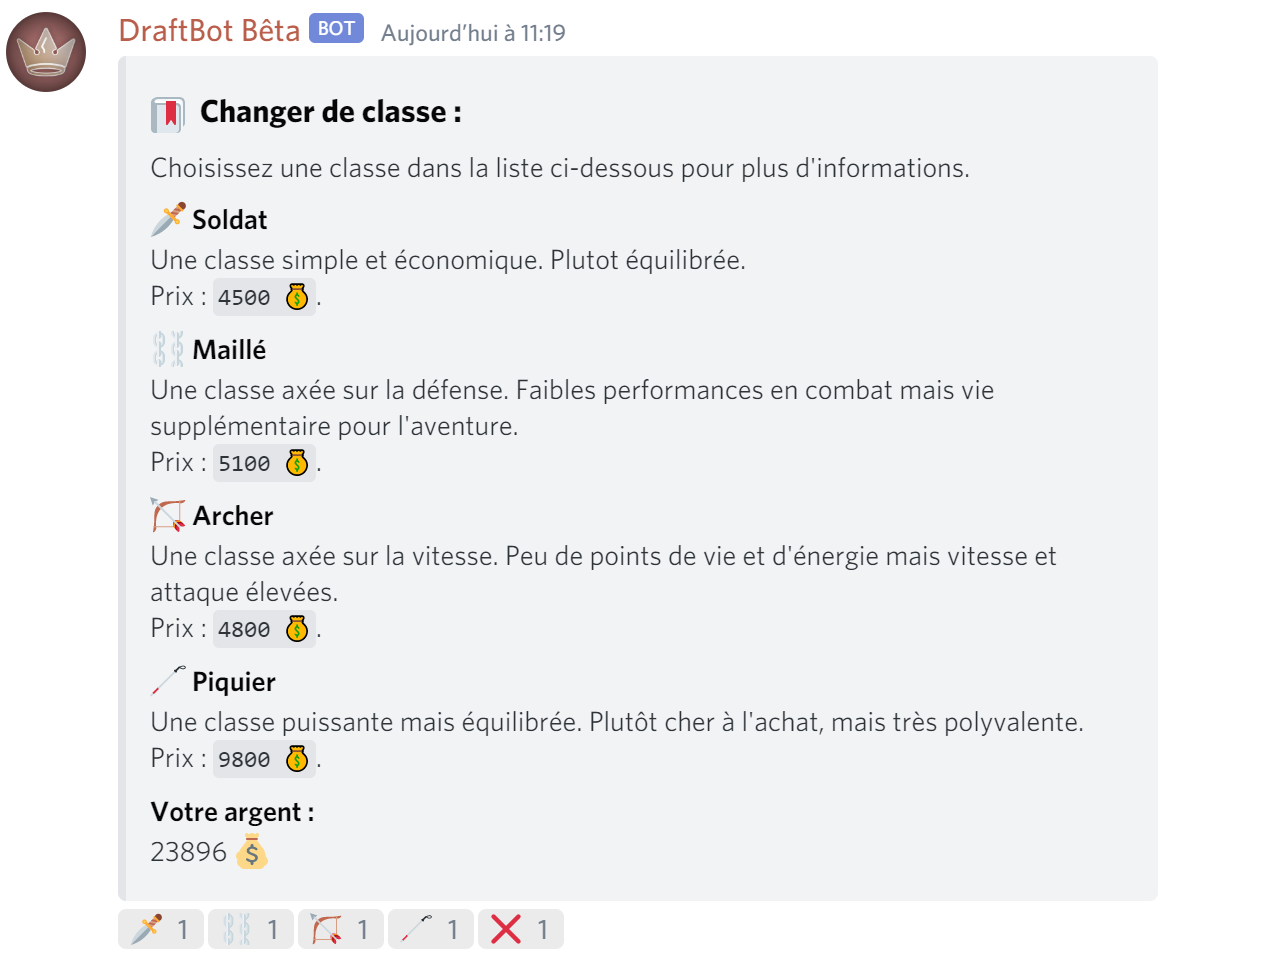 DraftBot Bêta BOT Aujourd’hui à 11:19
Changer de classe :
Choisissez une classe dans la liste ci-dessous pour plus d'informations.
Soldat
Une classe simple et économique. Plutot équilibrée.
Prix : 4500 💰.
Maillé
Une classe axée sur la défense. Faibles performances en combat mais vie
supplémentaire pour l'aventure.
Prix : 5100 💰.
Archer
Une classe axée sur la vitesse. Peu de points de vie et d'énergie mais vitesse et
attaque élevées.
Prix : 4800 💰.
Piquier
Une classe puissante mais équilibrée. Plutôt cher à l'achat, mais très polyvalente.
Prix : 9800 💰.
Votre argent :
23896 💰
1 1 1 1 1